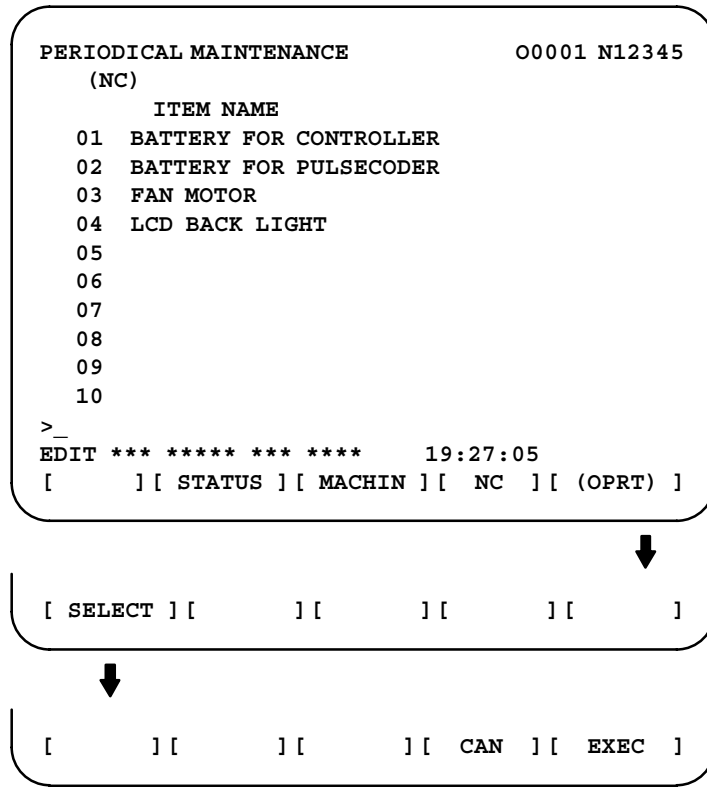 PERIODICAL MAINTENANCE O0001 N12345
(NC)
ITEM NAME
01 BATTERY FOR CONTROLLER
02 BATTERY FOR PULSECODER
03 FAN MOTOR
04 LCD BACK LIGHT
05
06
07
08
09
10
>_
EDIT *** ***** *** **** 19:27:05
[ ][ STATUS ][ MACHIN ][ NC ][ (OPRT) ]
[ SELECT ][ ][ ][ ][ ]
[ ][ ][ ][ CAN ][ EXEC ]